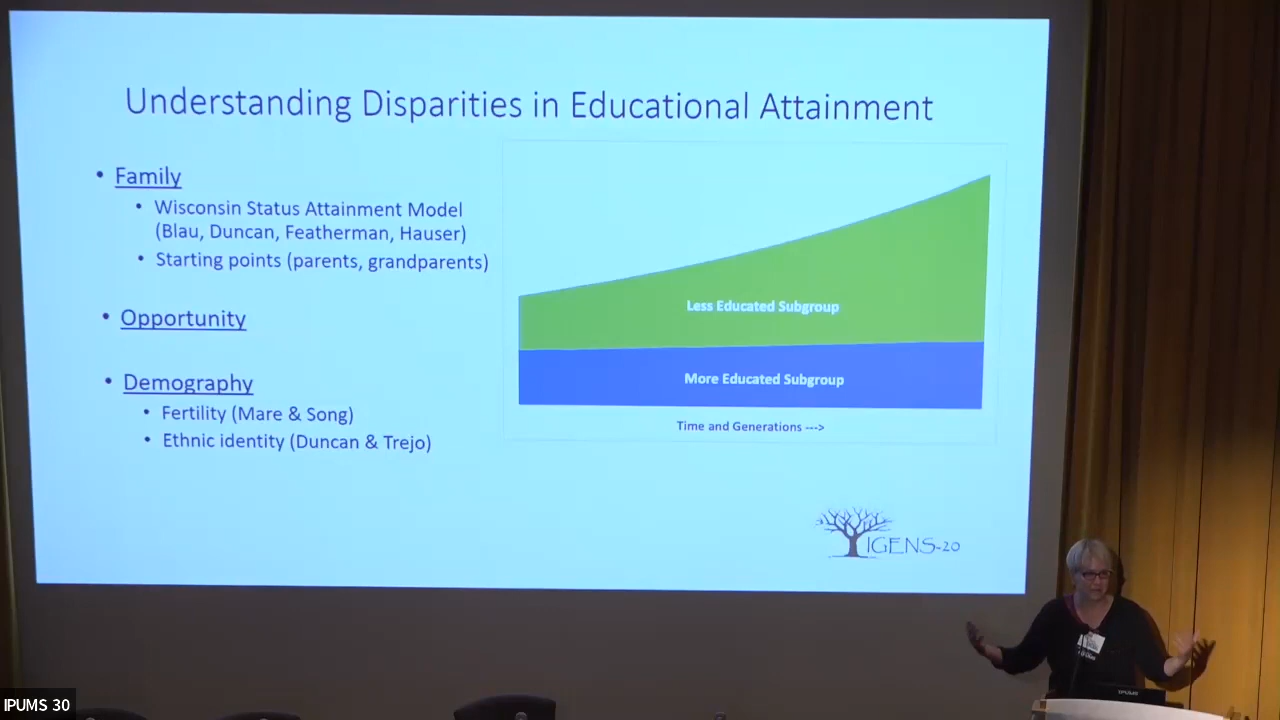 Understanding Disparities in Educational Attainment
• Family
• Wisconsin Status Attainment Model
(Blau, Duncan, Featherman, Hauser)
• Starting points (parents, grandparents)
• Opportunity
• Demography
• Fertility (Mare & Song)
• Ethnic identity (Duncan & Trejo)
Less Educated Subgroup
More Educated Subgroup
Time and Generations --->
IGENS-20
IPUMS
IPUMS 30